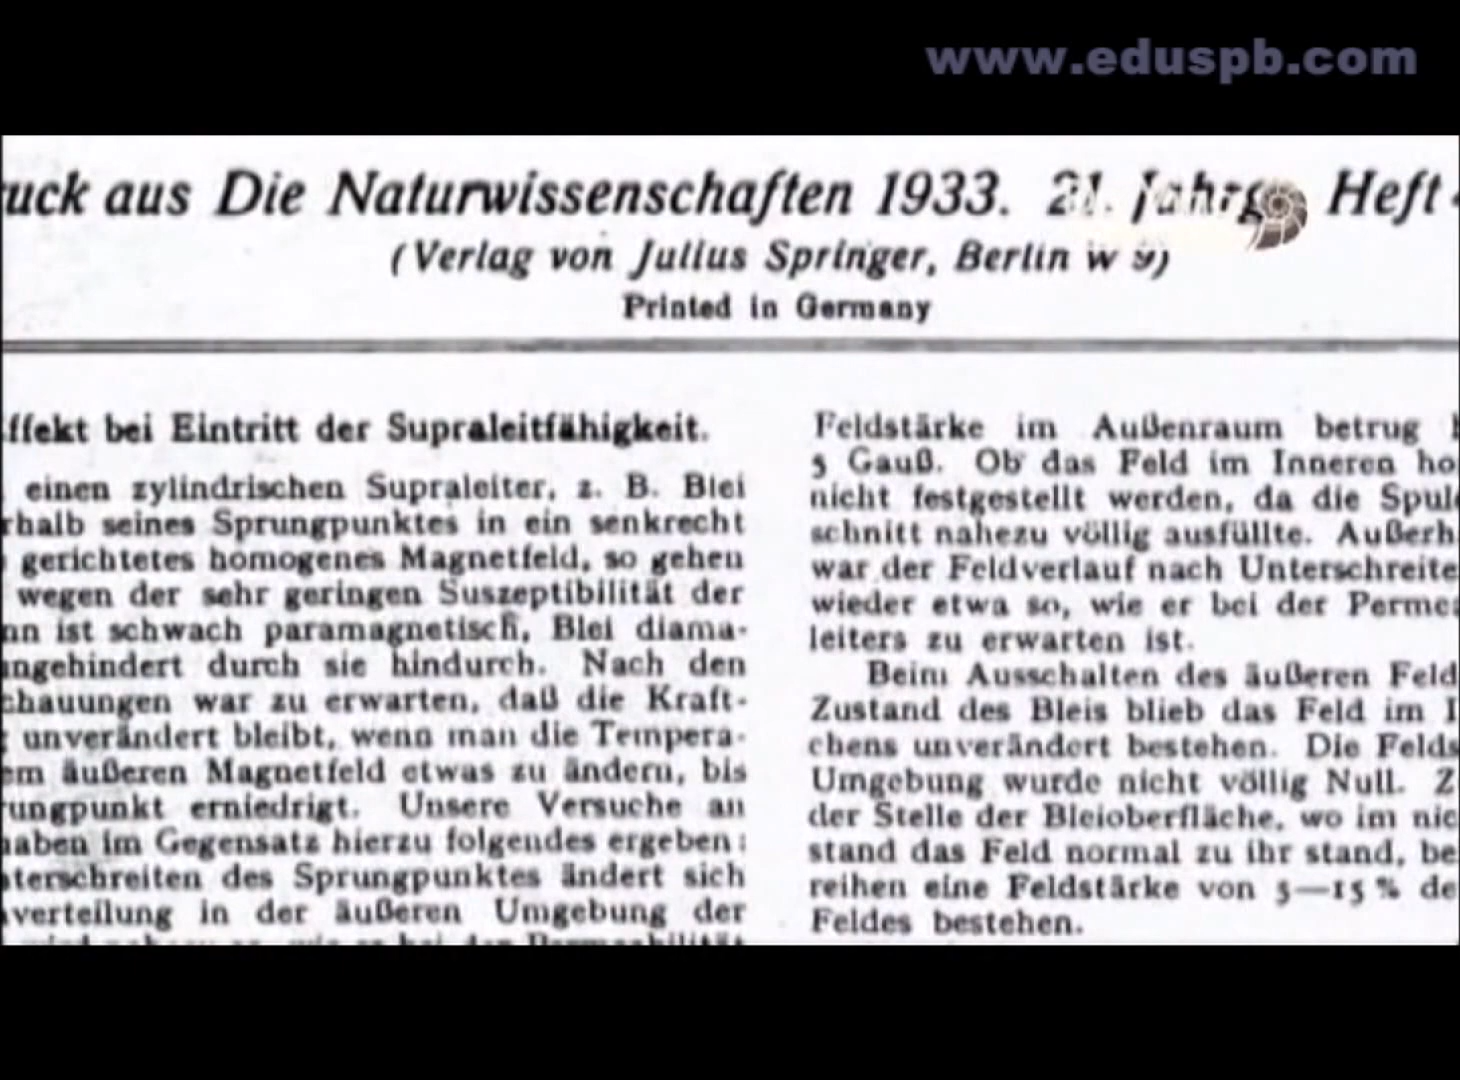 www.eduspb.com
uck aus Die Naturwissenschaften 1933. 21. Jahrg. Heft
(Verlag von Julius Springer, Berlin W 9)
Printed in Germany
ffekt bei Eintritt der Supraleitfähigkeit.
einen zylindrischen Supraleiter, z. B. Blei
rhalb seines Sprungpunktes in ein senkrecht
gerichtetes homogenes Magnetfeld, so gehen
wegen der sehr geringen Suszeptibilität der
nn ist schwach paramagnetisch, Blei diama-
ngehindert durch sie hindurch. Nach den
chauungen war zu erwarten, daß die Kraft-
unverändert bleibt, wenn man die Tempera-
em äußeren Magnetfeld etwas zu ändern, bis
rungpunkt erniedrigt. Unsere Versuche an
haben im Gegensatz hierzu folgendes ergeben:
terschreiten des Sprungpunktes ändert sich
verteilung in der äußeren Umgebung der
Feldstärke im Außenraum betrug
5 Gauß. Ob das Feld im Inneren ho
nicht festgestellt werden, da die Spul
schnitt nahezu völlig ausfüllte. Außerh
war der Feldverlauf nach Unterschreite
wieder etwa so, wie er bei der Perme
leiters zu erwarten ist.
Beim Ausschalten des äußeren Feld
Zustand des Bleis blieb das Feld im I
chens unverändert bestehen. Die Felds
Umgebung wurde nicht völlig Null. Z
der Stelle der Bleioberfläche, wo im nic
stand das Feld normal zu ihr stand, be
reihen eine Feldstärke von 5—15 % de
Feldes bestehen.